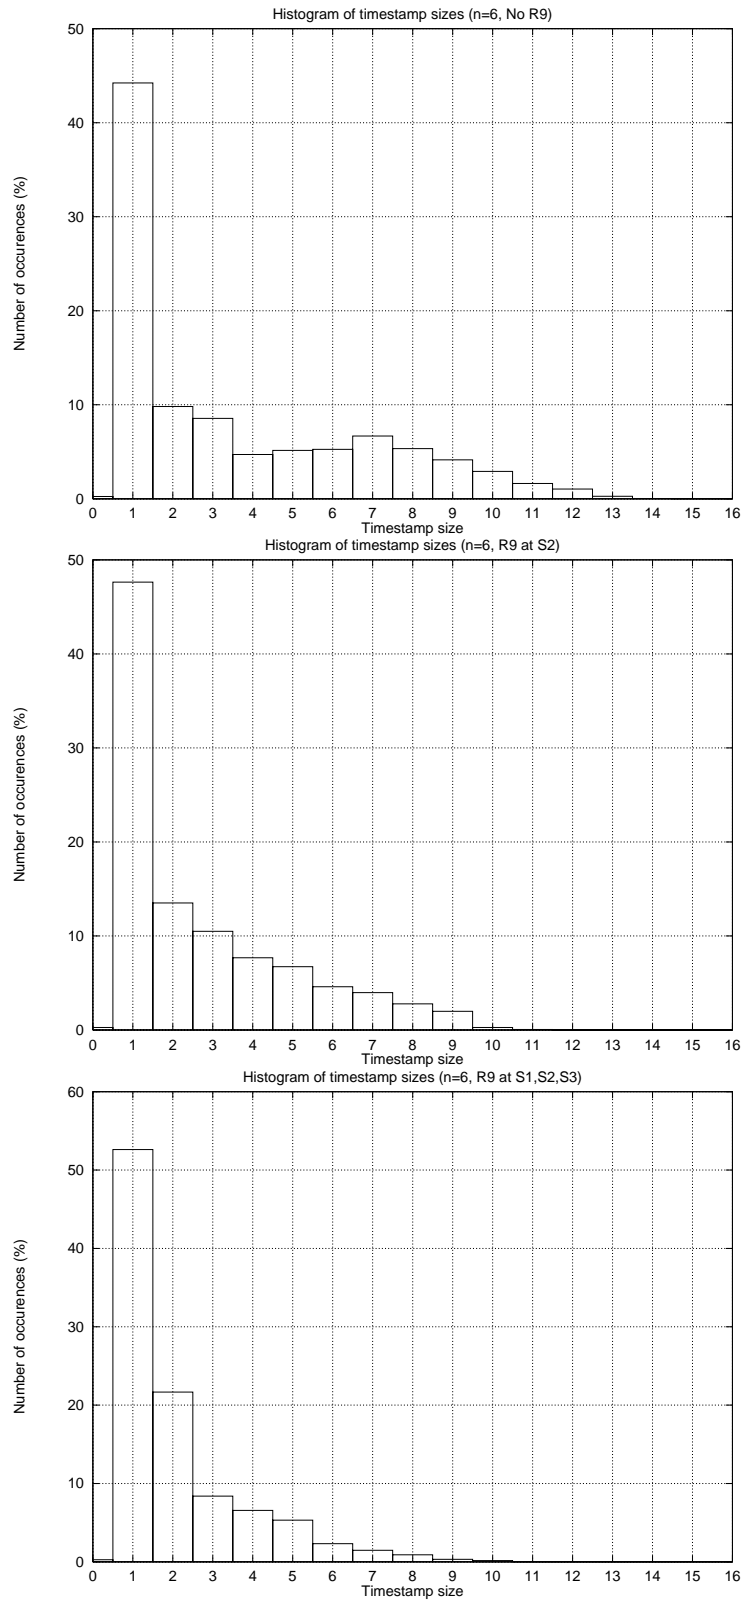 Histogram of timestamp sizes (n=6, No R9)
50
40
30
20
10
0
Number of occurences (%)
0 1 2 3 4 5 6 7 8 9 10 11 12 13 14 15 16
Timestamp size
Histogram of timestamp sizes (n=6, R9 at S2)
50
40
30
20
10
0
Number of occurences (%)
0 1 2 3 4 5 6 7 8 9 10 11 12 13 14 15 16
Timestamp size
Histogram of timestamp sizes (n=6, R9 at S1,S2,S3)
60
50
40
30
20
10
0
Number of occurences (%)
0 1 2 3 4 5 6 7 8 9 10 11 12 13 14 15 16
Timestamp size